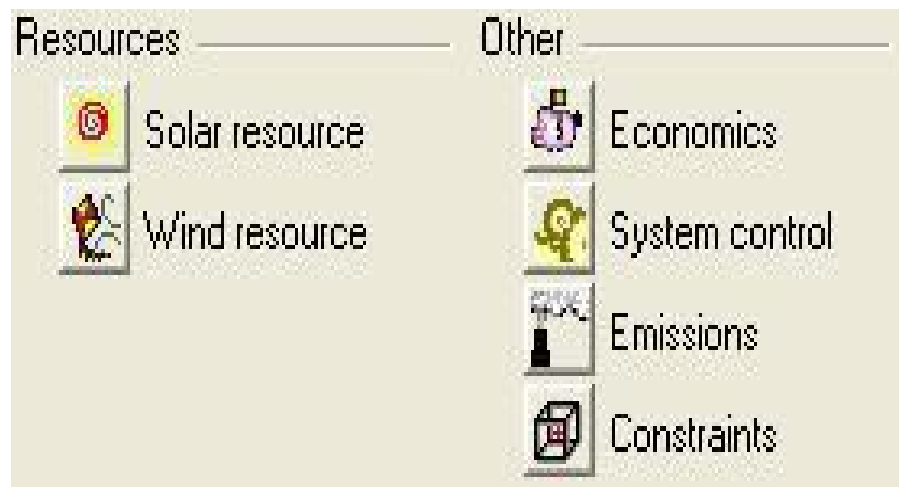 Resources
Solar resource
Wind resource
Other
Economics
System control
Emissions
Constraints